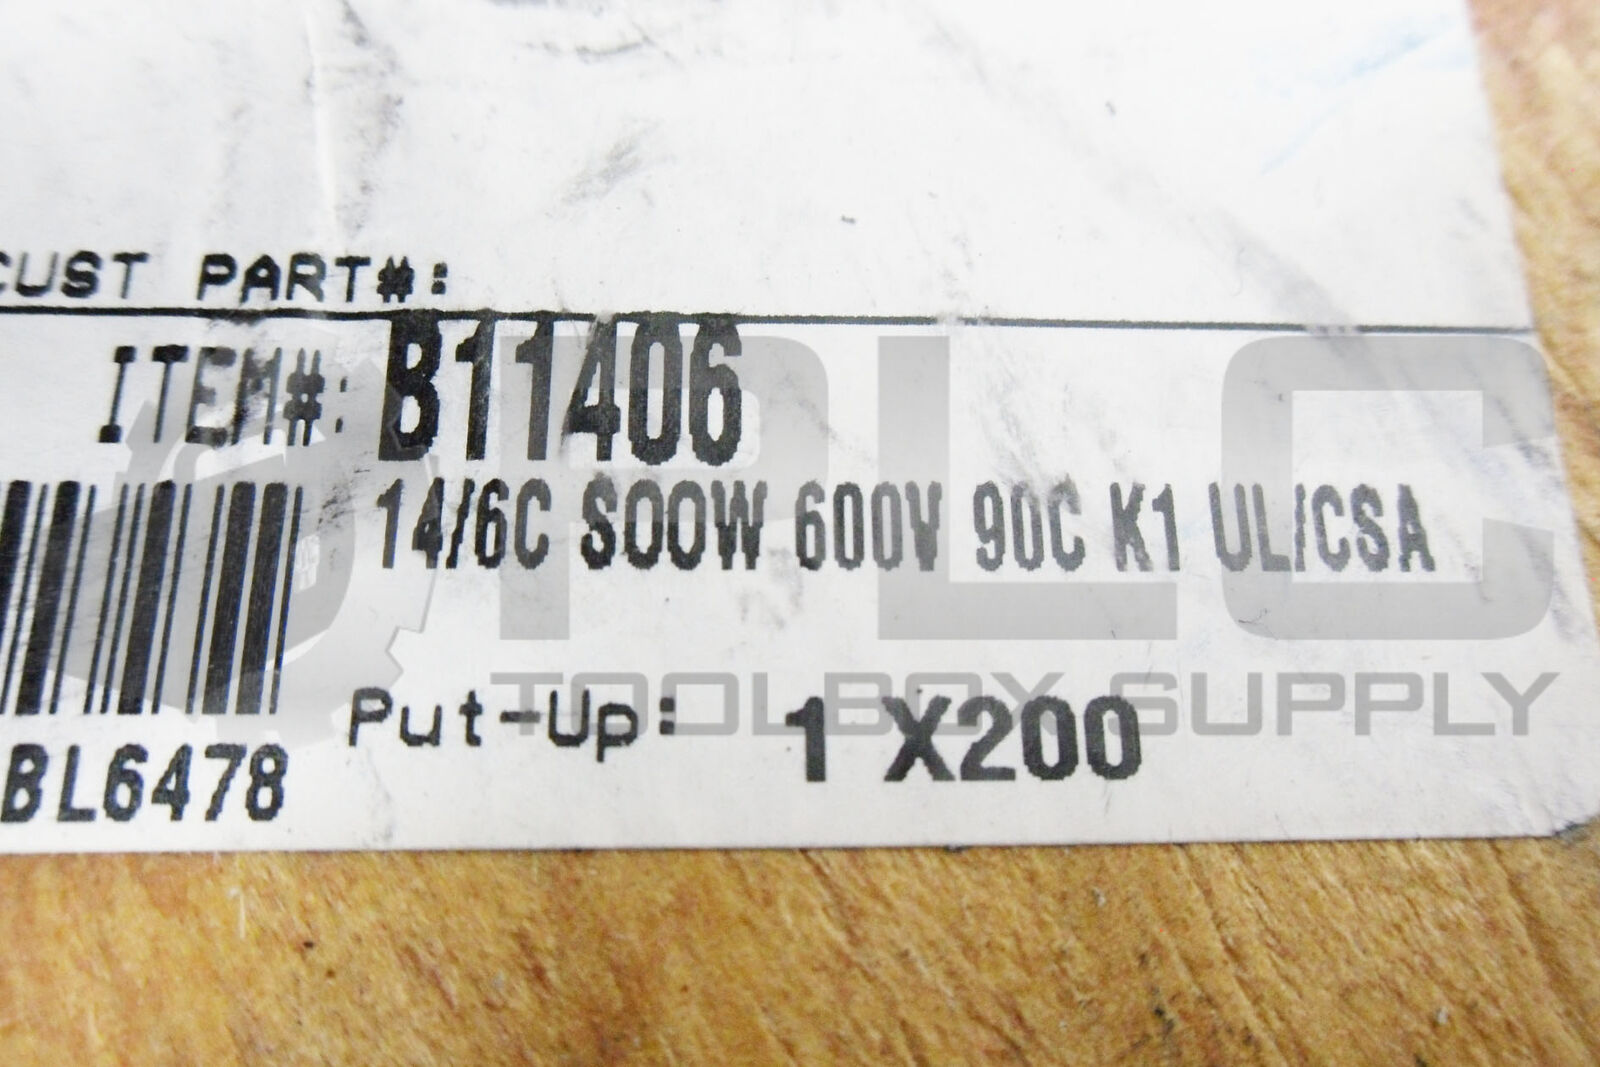 CUST PART#:
ITEM#: B11406
14/6C SOOW 600V 90C K1 UL/CSA
Put-Up: 1 X200
BL6478
PLC
TOOLBOX SUPPLY